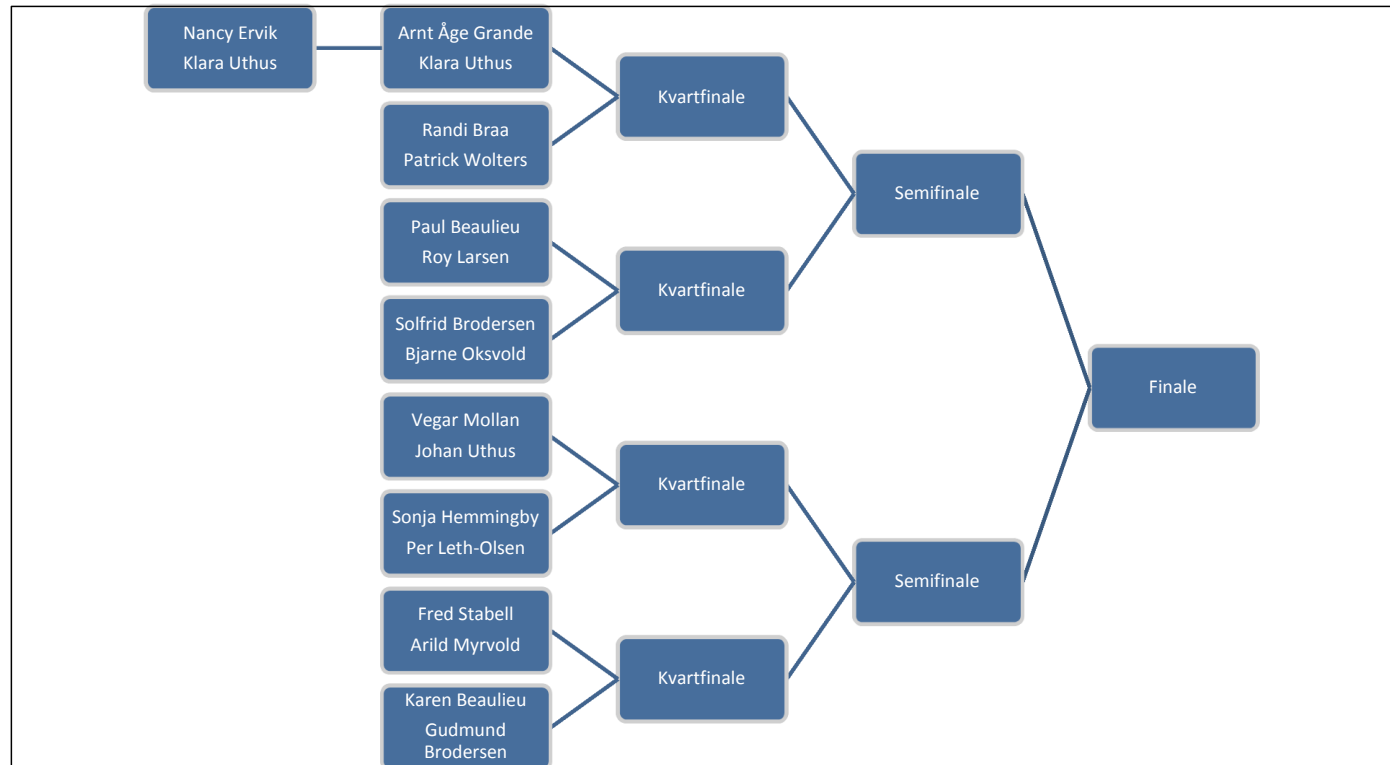 Nancy Ervik
Klara Uthus
Arnt Åge Grande
Klara Uthus
Randi Braa
Patrick Wolters
Paul Beaulieu
Roy Larsen
Solfrid Brodersen
Bjarne Oksvold
Vegar Mollan
Johan Uthus
Sonja Hemmingby
Per Leth-Olsen
Fred Stabell
Arild Myrvold
Karen Beaulieu
Gudmund
Brodersen
Kvartfinale
Kvartfinale
Kvartfinale
Kvartfinale
Semifinale
Semifinale
Finale